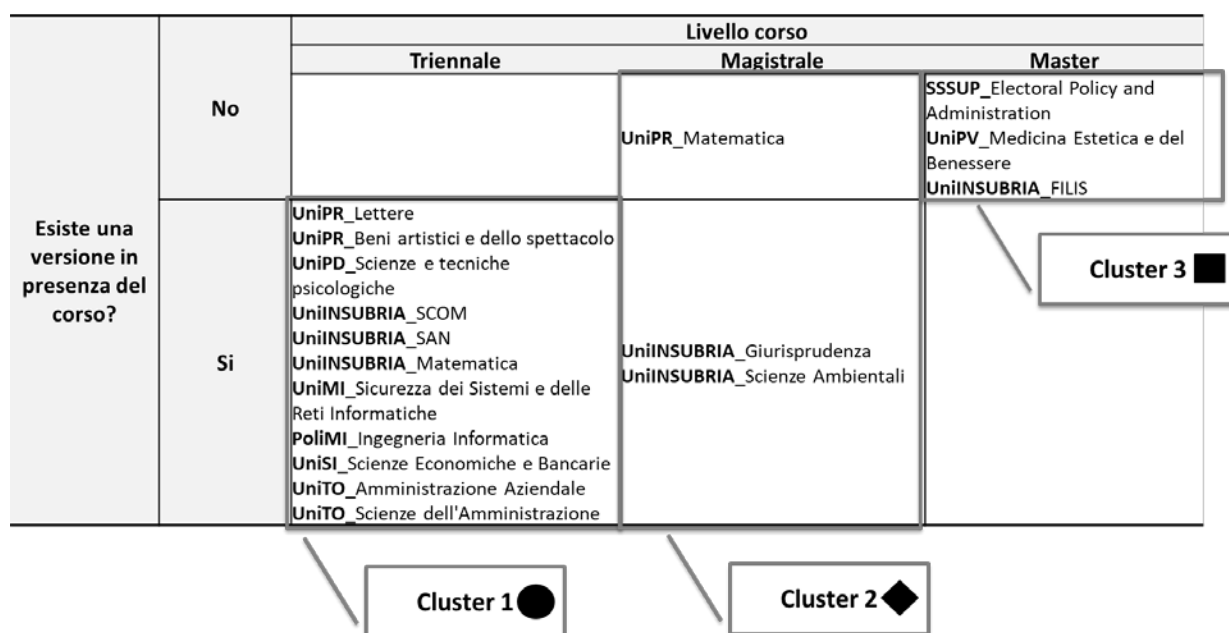 Livello corso
Triennale
Magistrale
Master
Esiste una
versione in
presenza del
corso?
No
UniPR_Matematica
SSSUP_Electoral Policy and
Administration
UniPV_Medicina Estetica e del
Benessere
UniINSUBRIA_FILIS
Si
UniPR_Lettere
UniPR_Beni artistici e dello spettacolo
UniPD_Scienze e tecniche
psicologiche
UniINSUBRIA_SCOM
UniINSUBRIA_SAN
UniINSUBRIA_Matematica
UniMI_Sicurezza dei Sistemi e delle
Reti Informatiche
PoliMI_Ingegneria Informatica
UniSI_Scienze Economiche e Bancarie
UniTO_Amministrazione Aziendale
UniTO_Scienze dell'Amministrazione
UniINSUBRIA_Giurisprudenza
UniINSUBRIA_Scienze Ambientali
Cluster 3
Cluster 1
Cluster 2